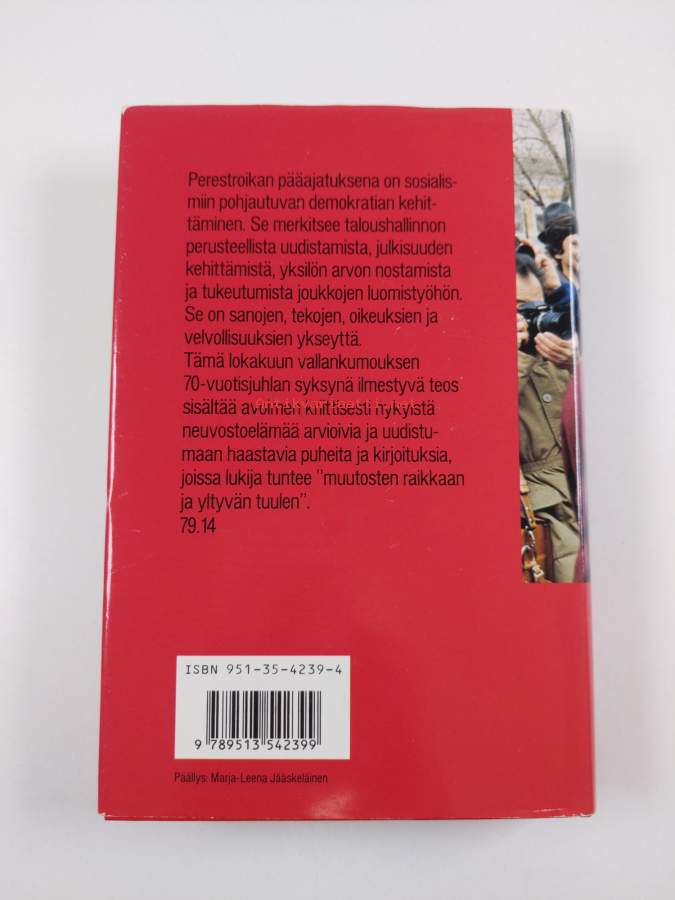 Perestroikan pääajatuksena on sosialis-
miin pohjautuvan demokratian kehit-
täminen. Se merkitsee taloushallinnon
perusteellista uudistamista, julkisuuden
kehittämistä, yksilön arvon nostamista
ja tukeutumista joukkojen luomistyöhön.
Se on sanojen, tekojen, oikeuksien ja
velvollisuuksien ykseyttä.
Tämä lokakuun vallankumouksen
70-vuotisjuhlan syksynä ilmestyvä teos
Antikvariaatti.net
sisältää avoimen kriittisesti nykyistä
neuvostoelämää arvioivia ja uudistu-
maan haastavia puheita ja kirjoituksia,
joissa lukija tuntee ”muutosten raikkaan
ja yltyvän tuulen”.
79.14
ISBN 951-35-4239-4
9 789513 542399
Päällys: Marja-Leena Jääskeläinen